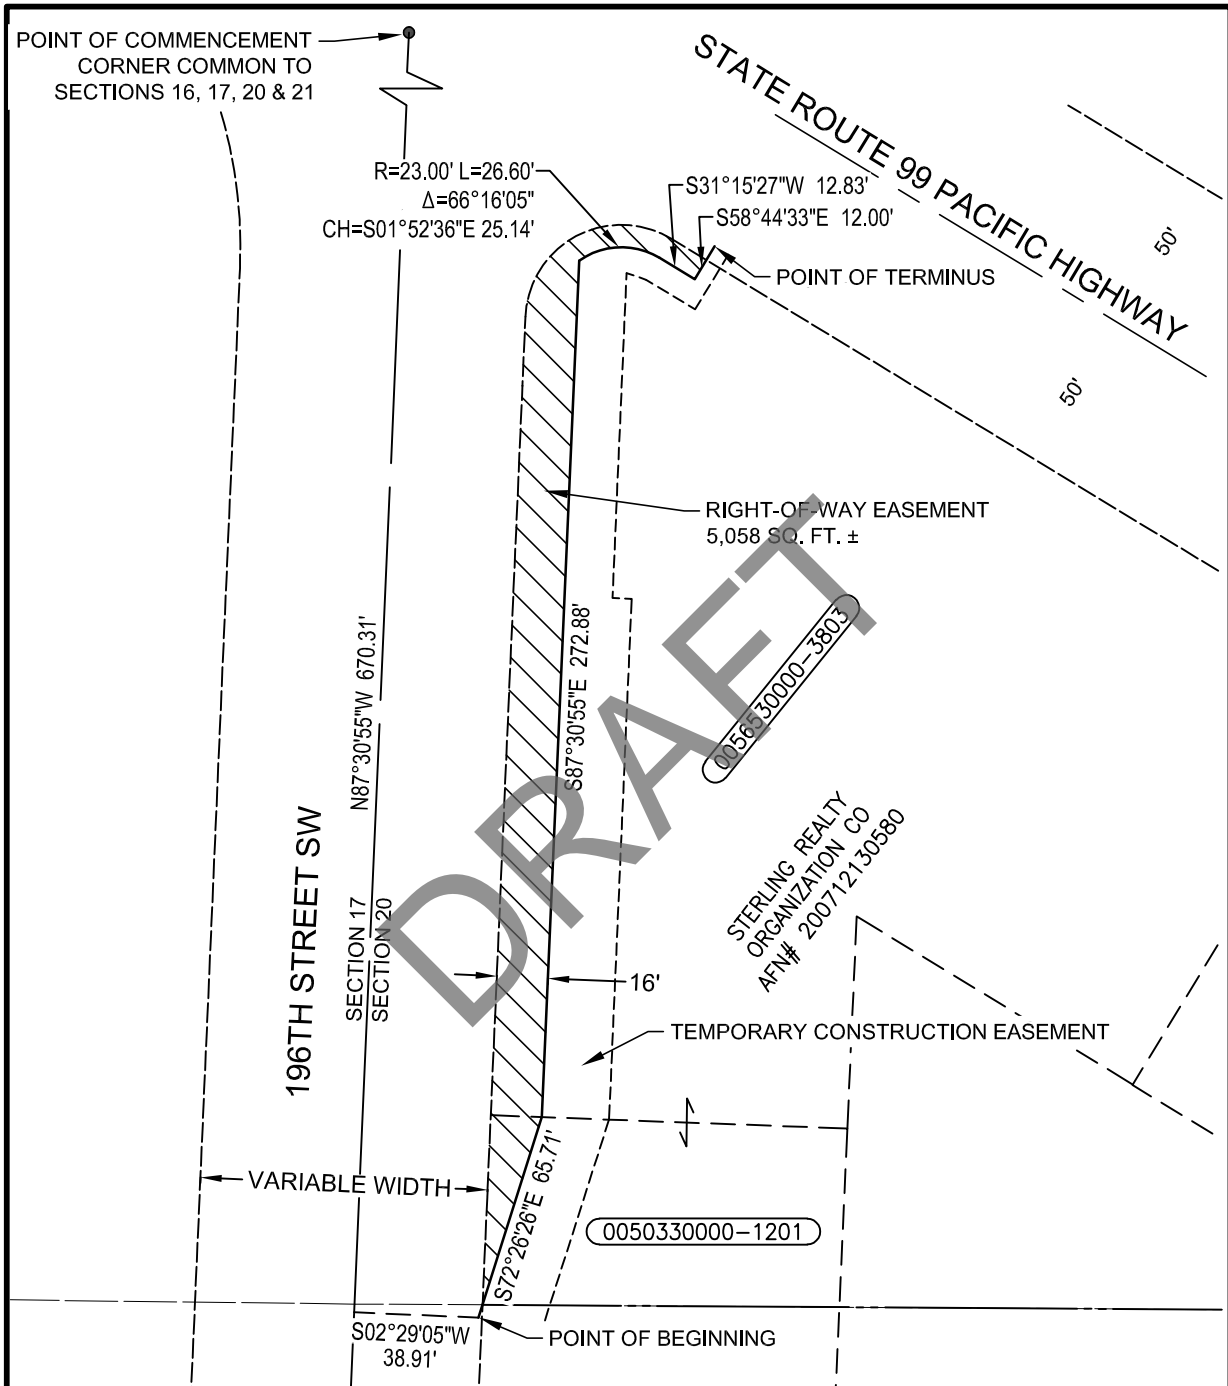 POINT OF COMMENCEMENT
CORNER COMMON TO
SECTIONS 16, 17, 20 & 21
STATE ROUTE 99 PACIFIC HIGHWAY
R=23.00' L=26.60'
Δ=66°16'05"
CH=S01°52'36"E 25.14'
S31°15'27"W 12.83'
S58°44'33"E 12.00'
POINT OF TERMINUS
50'
50'
RIGHT-OF-WAY EASEMENT
5,058 SQ. FT. ±
N87°30'55"W 670.31'
S87°30'55"E 272.88'
0056530000-3803
DRAFT
STERLING REALTY
ORGANIZATION CO
AFN# 200712130580
196TH STREET SW
SECTION 17
SECTION 20
16'
TEMPORARY CONSTRUCTION EASEMENT
VARIABLE WIDTH
S72°26'26"E 65.71'
0050330000-1201
S02°29'05"W
38.91'
POINT OF BEGINNING